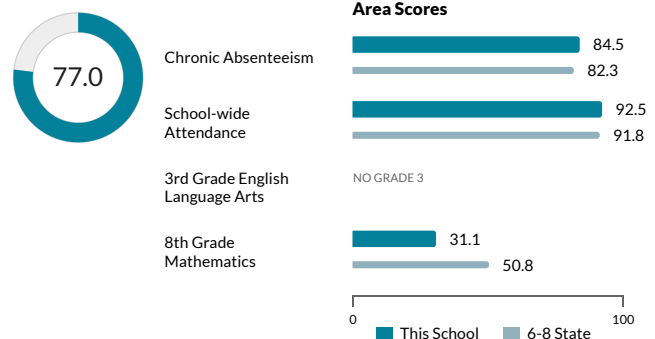 Area Scores
77.0
Chronic Absenteeism
84.5
82.3
School-wide
Attendance
92.5
91.8
3rd Grade English
Language Arts
NO GRADE 3
8th Grade
Mathematics
31.1
50.8
0
100
This School
6-8 State